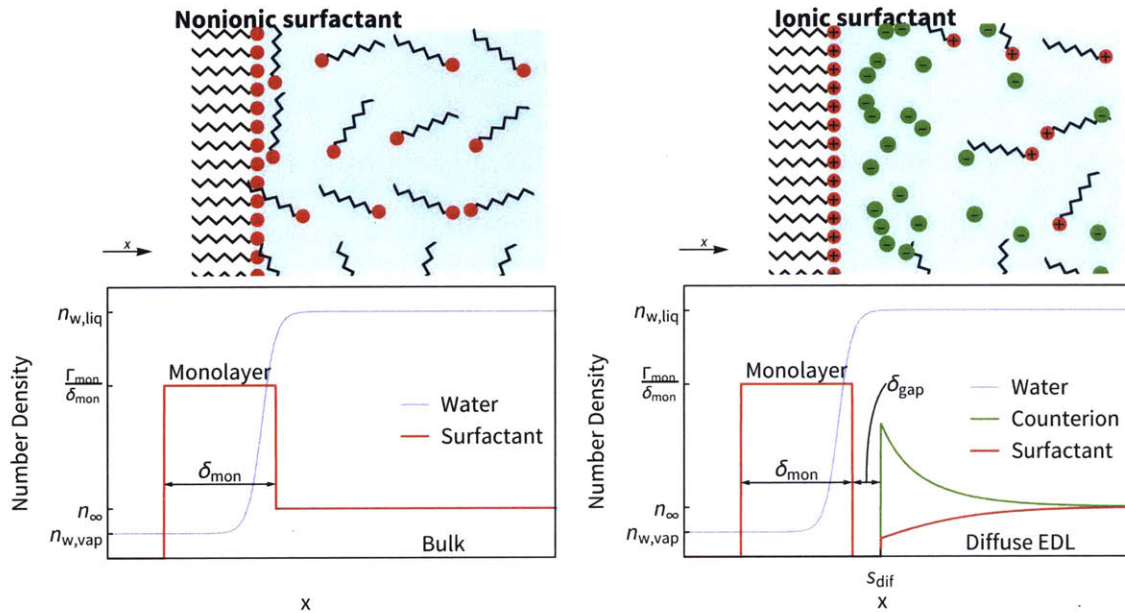 Nonionic surfactant
x
n_w,liq
Γ_mon
δ_mon
n_∞
n_w,vap
Number Density
Monolayer
Water
Surfactant
δ_mon
Bulk
x
Ionic surfactant
x
n_w,liq
Γ_mon
δ_mon
n_∞
n_w,vap
Number Density
Monolayer
δ_gap
Water
Counterion
Surfactant
δ_mon
Diffuse EDL
s_dif
x